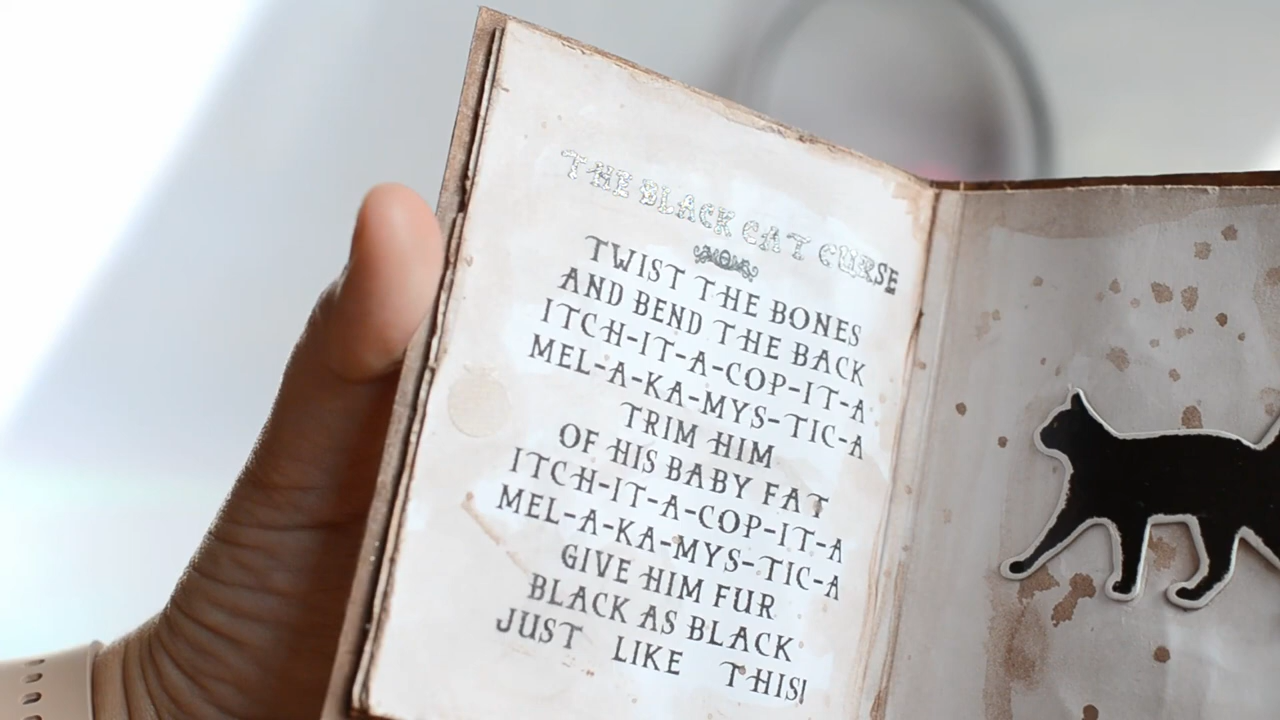 THE BLACK CAT CURSE
TWIST THE BONES
AND BEND THE BACK
ITCH-IT-A-COP-IT-A
MEL-A-KA-MYS-TIC-A
TRIM HIM
OF HIS BABY FAT
ITCH-IT-A-COP-IT-A
MEL-A-KA-MYS-TIC-A
GIVE HIM FUR
BLACK AS BLACK
JUST LIKE THIS!